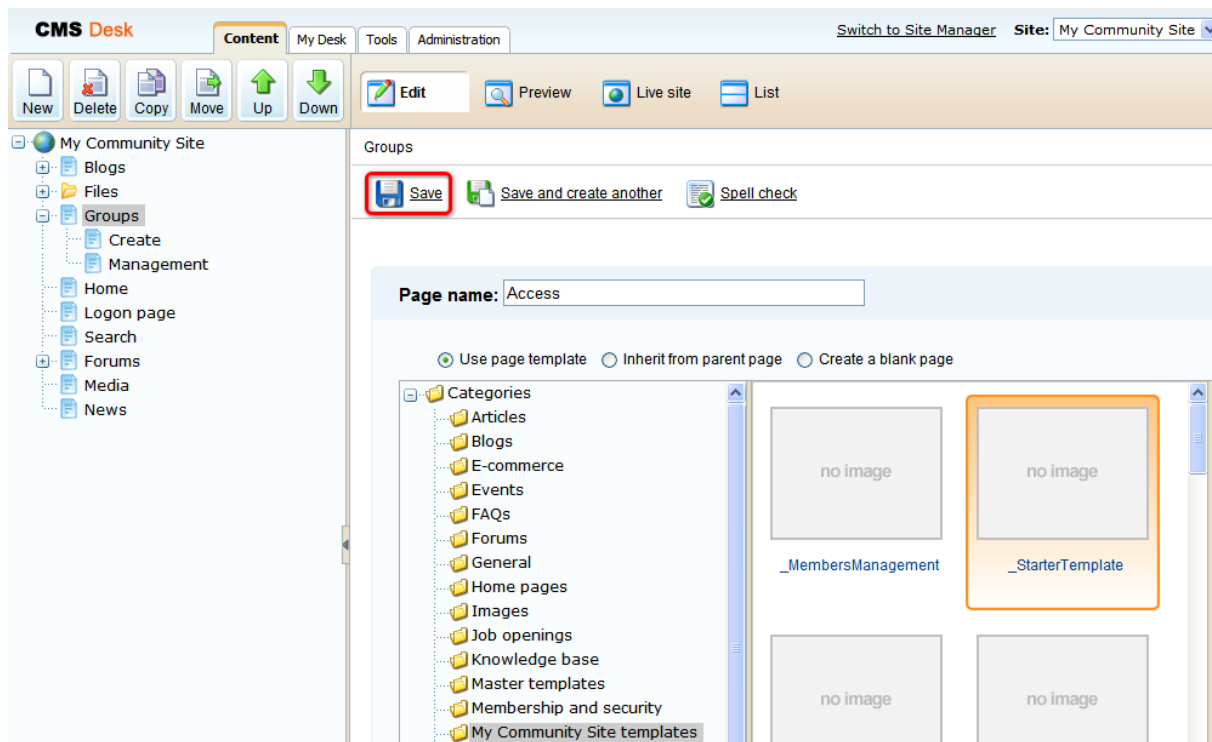 CMS Desk
Content
My Desk
Tools
Administration
Switch to Site Manager
Site: My Community Site
New
Delete
Copy
Move
Up
Down
Edit
Preview
Live site
List
My Community Site
Blogs
Files
Groups
Create
Management
Home
Logon page
Search
Forums
Media
News
Groups
Save
Save and create another
Spell check
Page name: Access
Use page template
Inherit from parent page
Create a blank page
Categories
Articles
Blogs
E-commerce
Events
FAQs
Forums
General
Home pages
Images
Job openings
Knowledge base
Master templates
Membership and security
My Community Site templates
no image
no image
_MembersManagement
_StarterTemplate
no image
no image